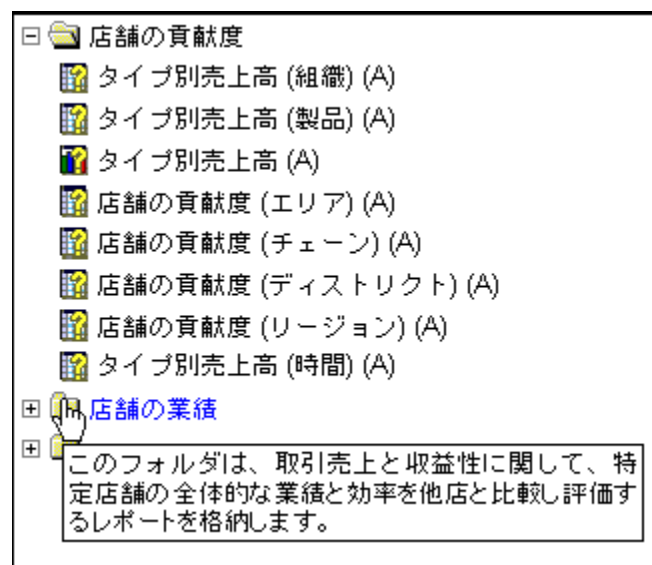 店舗の貢献度
タイプ別売上高 (組織) (A)
タイプ別売上高 (製品) (A)
タイプ別売上高 (A)
店舗の貢献度 (エリア) (A)
店舗の貢献度 (チェーン) (A)
店舗の貢献度 (ディストリクト) (A)
店舗の貢献度 (リージョン) (A)
タイプ別売上高 (時間) (A)
店舗の業績
このフォルダは、取引売上と収益性に関して、特
定店舗の全体的な業績と効率を他店と比較し評価す
るレポートを格納します。